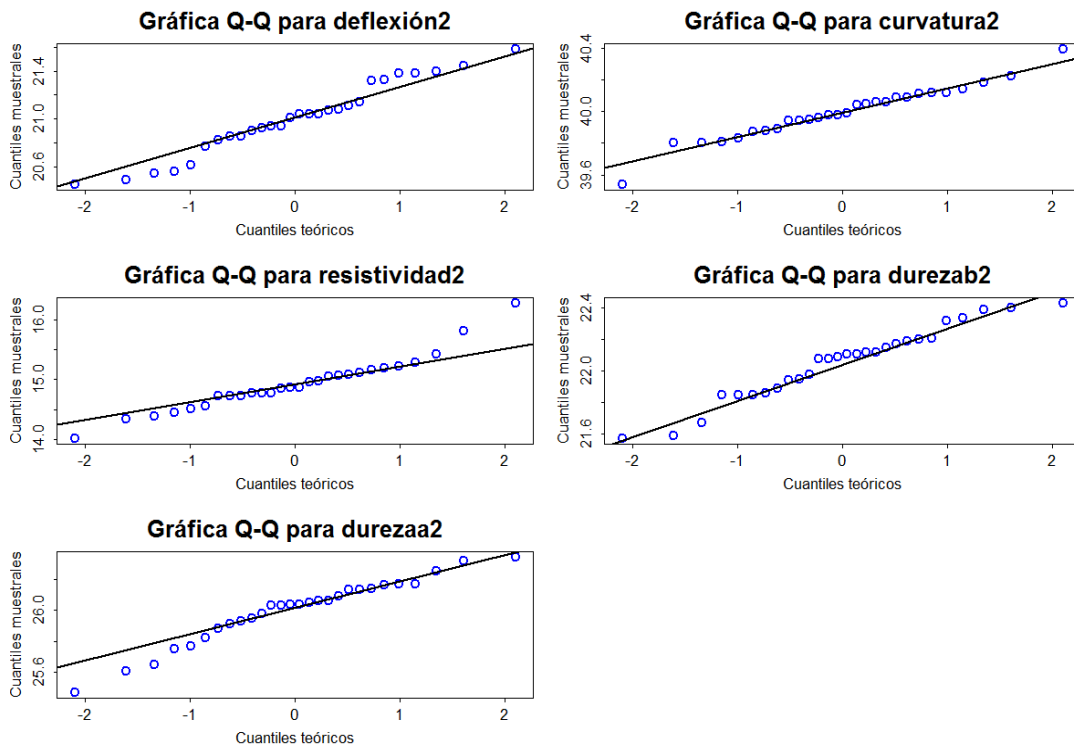 Gráfica Q-Q para deflexión2
Cuantiles muestrales
20.6 21.0 21.4
-2 -1 0 1 2
Cuantiles teóricos
Gráfica Q-Q para curvatura2
Cuantiles muestrales
39.6 40.0 40.4
-2 -1 0 1 2
Cuantiles teóricos
Gráfica Q-Q para resistividad2
Cuantiles muestrales
14.0 15.0 16.0
-2 -1 0 1 2
Cuantiles teóricos
Gráfica Q-Q para durezab2
Cuantiles muestrales
21.6 22.0 22.4
-2 -1 0 1 2
Cuantiles teóricos
Gráfica Q-Q para durezaa2
Cuantiles muestrales
25.6 26.0
-2 -1 0 1 2
Cuantiles teóricos